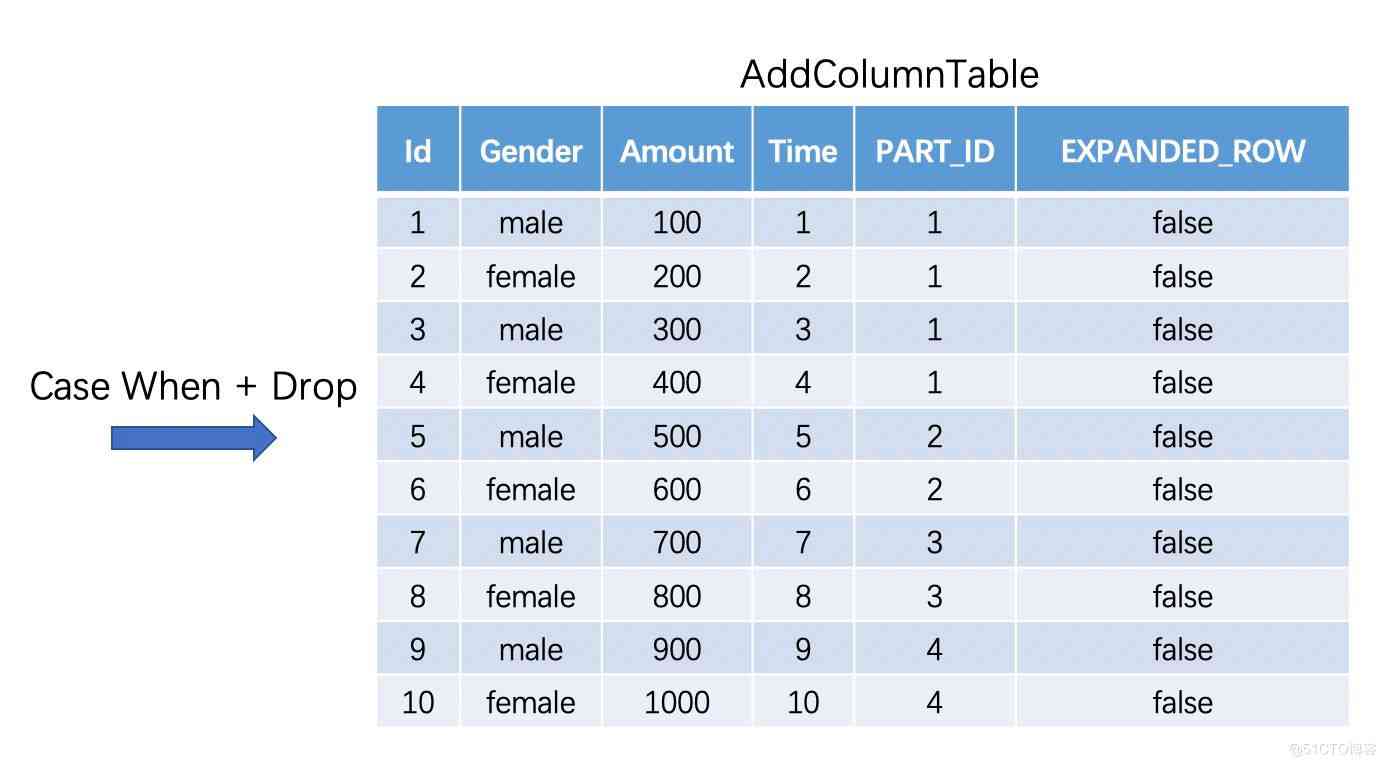 AddColumnTable
Id Gender Amount Time PART_ID EXPANDED_ROW
1 male 100 1 1 false
2 female 200 2 1 false
3 male 300 3 1 false
Case When + Drop
4 female 400 4 1 false
5 male 500 5 2 false
6 female 600 6 2 false
7 male 700 7 3 false
8 female 800 8 3 false
9 male 900 9 4 false
10 female 1000 10 4 false
@51CTO博客